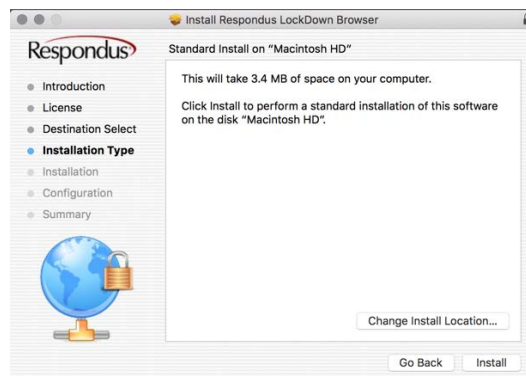 Install Respondus LockDown Browser
Respondus
Standard Install on "Macintosh HD"
Introduction
License
Destination Select
Installation Type
Installation
Configuration
Summary
This will take 3.4 MB of space on your computer.
Click Install to perform a standard installation of this software
on the disk "Macintosh HD".
Change Install Location...
Go Back
Install